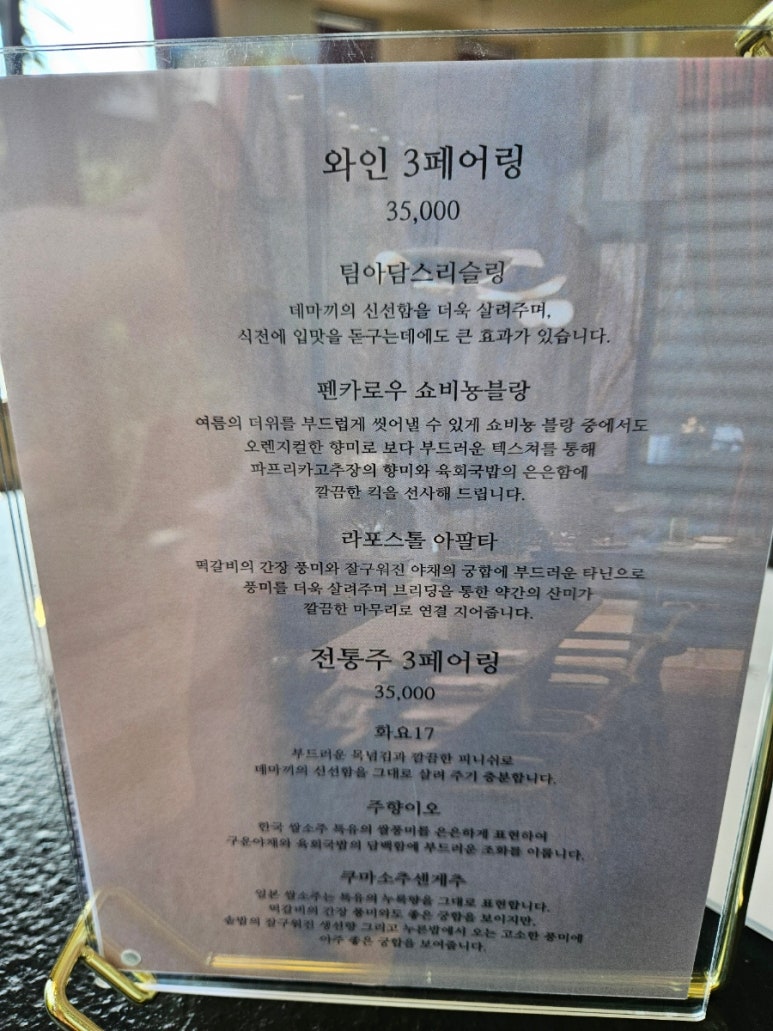 와인 3페어링
35,000
팀아담스리슬링
데마끼의 신선함을 더욱 살려주며,
식전에 입맛을 돋구는데에도 큰 효과가 있습니다.
펜카로우 쇼비뇽블랑
여름의 더위를 부드럽게 씻어낼 수 있게 쇼비뇽 블랑 중에서도
오렌지컬한 향미로 보다 부드러운 텍스쳐를 통해
파프리카고추장의 향미와 육회국밥의 은은함에
깔끔한 킥을 선사해 드립니다.
라포스톨 아팔타
떡갈비의 간장 풍미와 잘구워진 야채의 궁합에 부드러운 타닌으로
풍미를 더욱 살려주며 브리딩을 통한 약간의 산미가
깔끔한 마무리로 연결 지어줍니다.
전통주 3페어링
35,000
화요17
부드러운 목넘김과 깔끔한 피니쉬로
데마끼의 신선함을 그대로 살려 주기 충분합니다.
주향이오
한국 쌀소주 특유의 쌀풍미를 은은하게 표현하여
구운야채와 육회국밥의 담백함에 부드러운 조화를 이룹니다.
쿠마소주센게주
일본 쌀소주는 특유의 누룩향을 그대로 표현합니다.
떡갈비의 간장 풍미와도 좋은 궁합을 보이지만,
솥밥의 잘구워진 생선향 그리고 누른밥에서 오는 고소한 풍미에
아주 좋은 궁합을 보여줍니다.